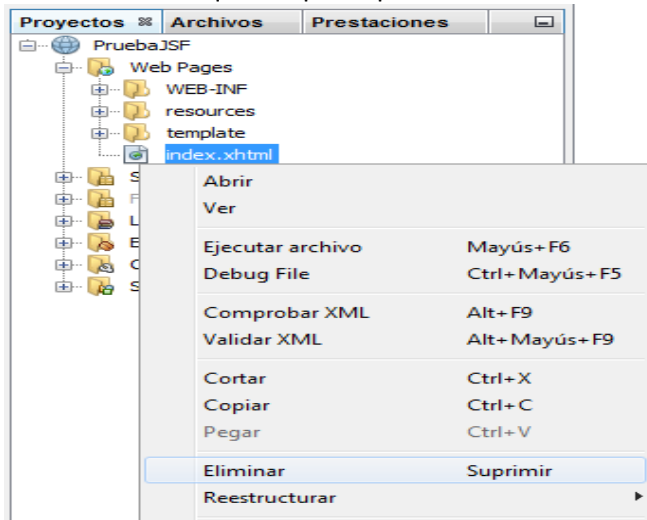 Proyectos Archivos Prestaciones
PruebaJSF
Web Pages
WEB-INF
resources
template
index.xhtml
Abrir
Ver
Ejecutar archivo Mayús+F6
Debug File Ctrl+Mayús+F5
Comprobar XML Alt+F9
Validar XML Alt+Mayús+F9
Cortar Ctrl+X
Copiar Ctrl+C
Pegar Ctrl+V
Eliminar Suprimir
Reestructurar